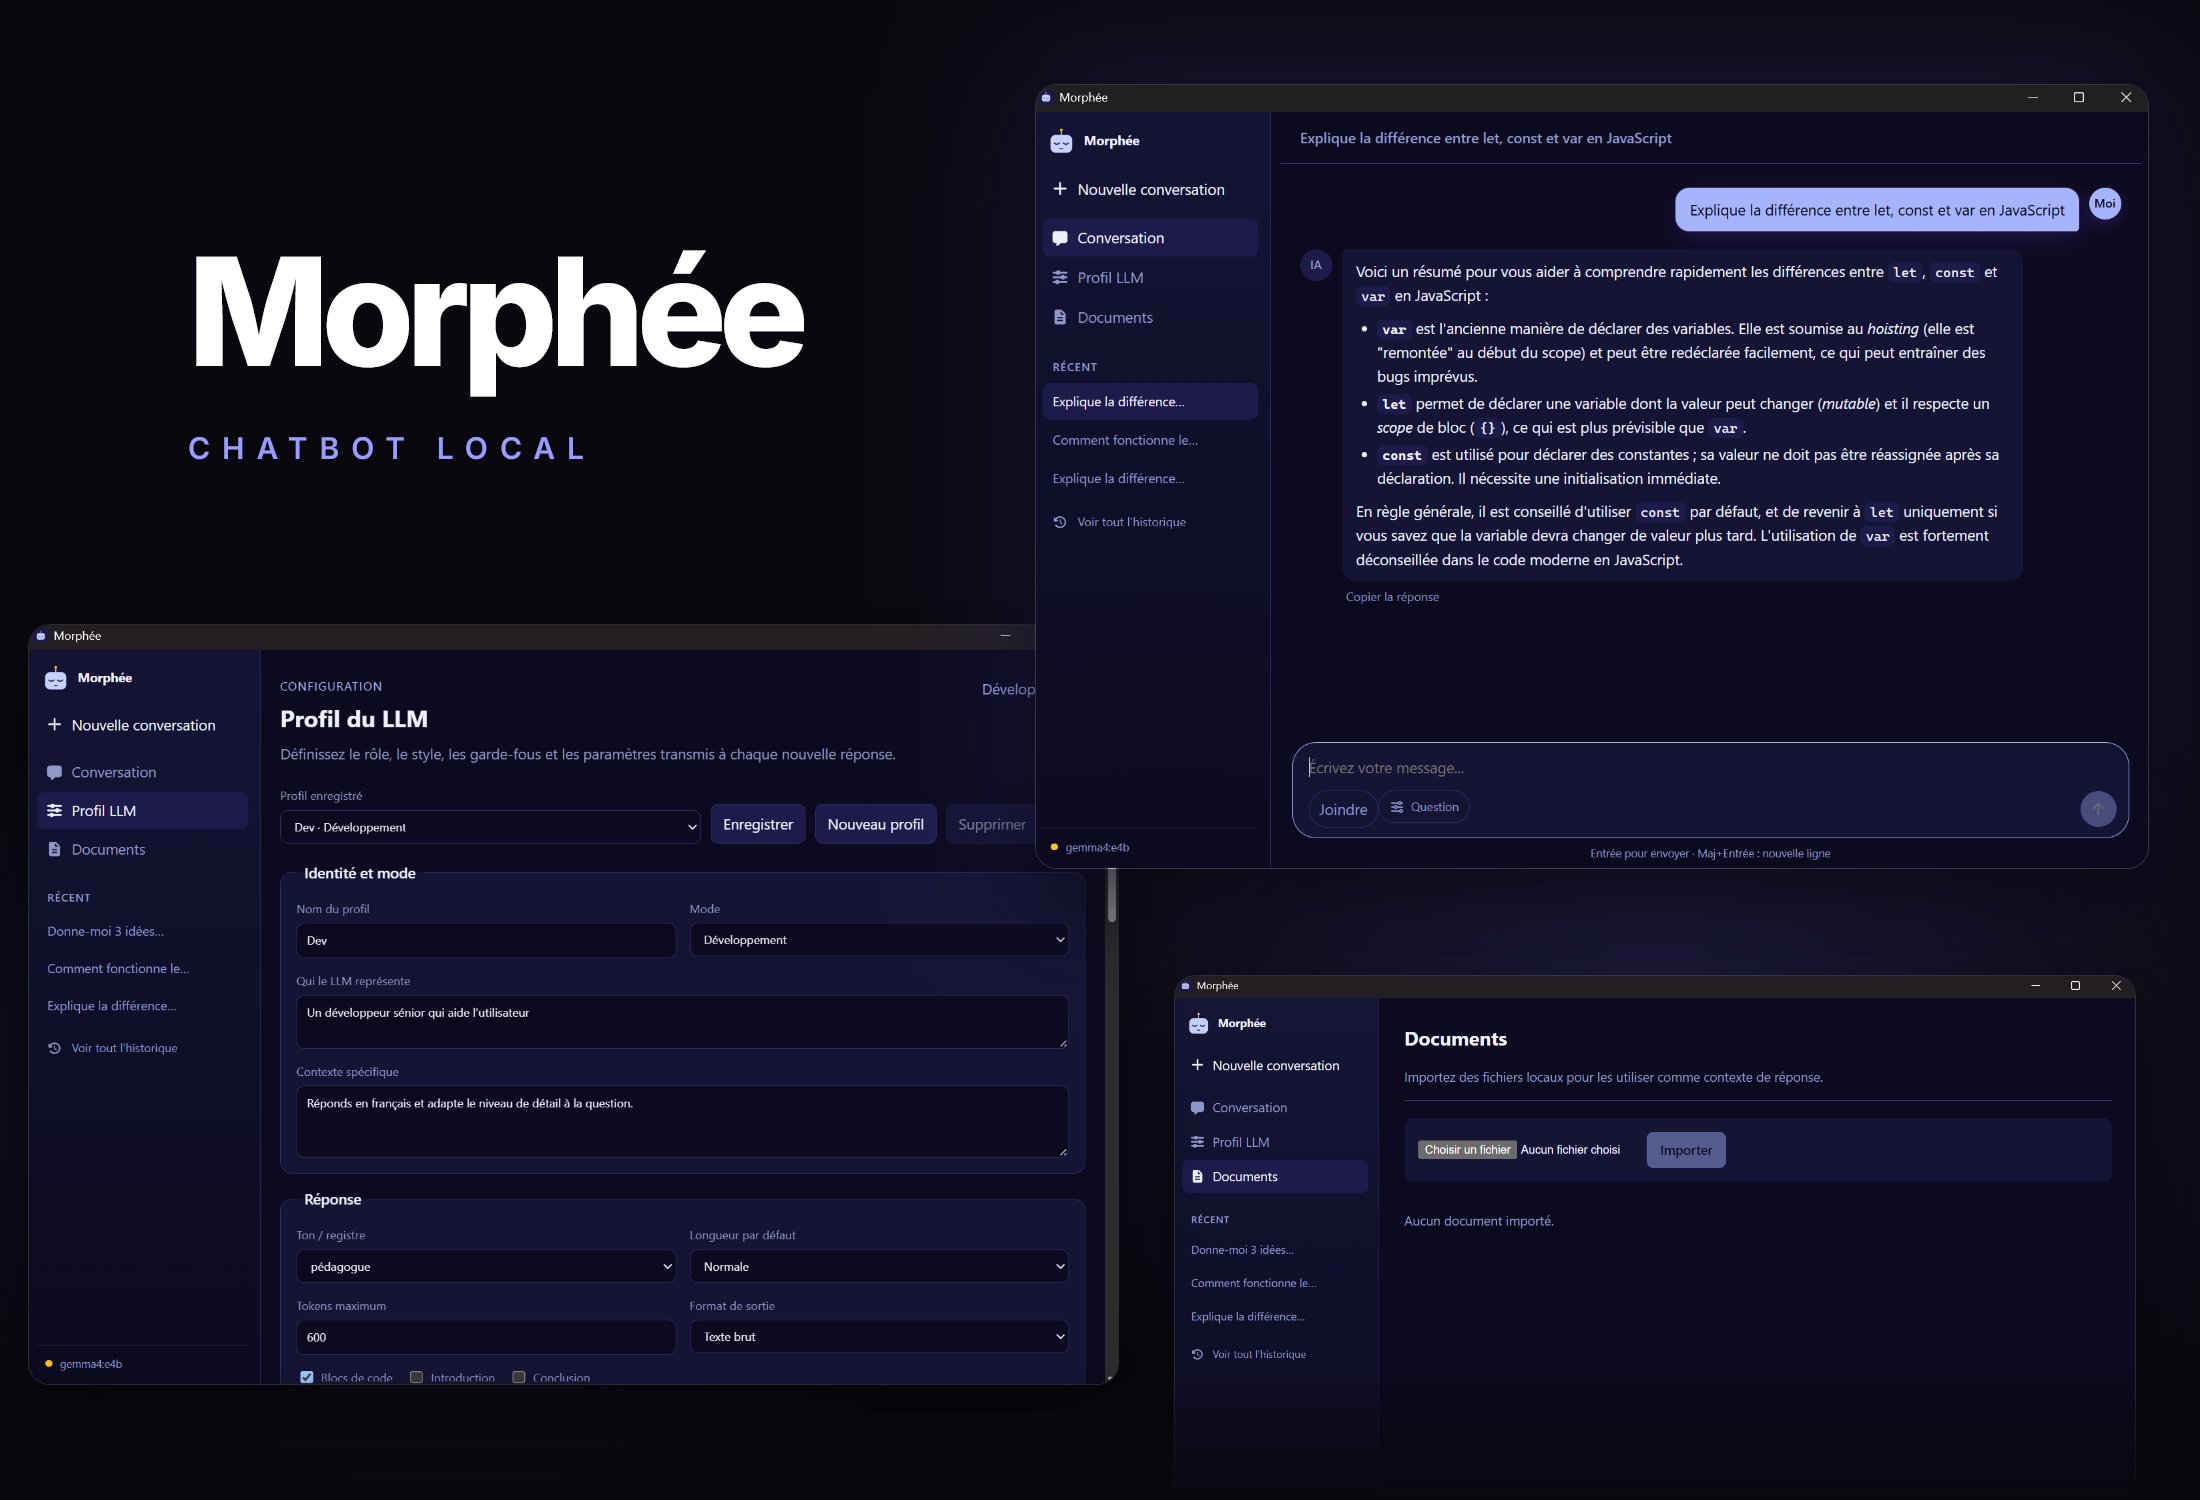 Morphée
CHATBOT LOCAL
Morphée
Morphée
Nouvelle conversation
Conversation
Profil LLM
Documents
RÉCENT
Explique la différence...
Comment fonctionne le...
Explique la différence...
Voir tout l'historique
gemma4:e4b
Explique la différence entre let, const et var en JavaScript
Explique la différence entre let, const et var en JavaScript
Moi
IA
Voici un résumé pour vous aider à comprendre rapidement les différences entre let, const et
var en JavaScript :
• var est l'ancienne manière de déclarer des variables. Elle est soumise au hoisting (elle est
"remontée" au début du scope) et peut être redéclarée facilement, ce qui peut entraîner des
bugs imprévus.
• let permet de déclarer une variable dont la valeur peut changer (mutable) et il respecte un
scope de bloc ( {} ), ce qui est plus prévisible que var.
• const est utilisé pour déclarer des constantes ; sa valeur ne doit pas être réassignée après sa
déclaration. Il nécessite une initialisation immédiate.
En règle générale, il est conseillé d'utiliser const par défaut, et de revenir à let uniquement si
vous savez que la variable devra changer de valeur plus tard. L'utilisation de var est fortement
déconseillée dans le code moderne en JavaScript.
Copier la réponse
Écrivez votre message...
Joindre
Question
Entrée pour envoyer · Maj+Entrée : nouvelle ligne
Morphée
Morphée
Nouvelle conversation
Conversation
Profil LLM
Documents
RÉCENT
Donne-moi 3 idées...
Comment fonctionne le...
Explique la différence...
Voir tout l'historique
gemma4:e4b
CONFIGURATION
Dévelop
Profil du LLM
Définissez le rôle, le style, les garde-fous et les paramètres transmis à chaque nouvelle réponse.
Profil enregistré
Dev · Développement
Enregistrer
Nouveau profil
Supprimer
Identité et mode
Nom du profil
Mode
Dev
Développement
Qui le LLM représente
Un développeur sénior qui aide l'utilisateur
Contexte spécifique
Réponds en français et adapte le niveau de détail à la question.
Réponse
Ton / registre
Longueur par défaut
pédagogue
Normale
Tokens maximum
Format de sortie
600
Texte brut
Blocs de code
Introduction
Conclusion
Morphée
Morphée
Nouvelle conversation
Conversation
Profil LLM
Documents
RÉCENT
Donne-moi 3 idées...
Comment fonctionne le...
Explique la différence...
Voir tout l'historique
Documents
Importez des fichiers locaux pour les utiliser comme contexte de réponse.
Choisir un fichier
Aucun fichier choisi
Importer
Aucun document importé.